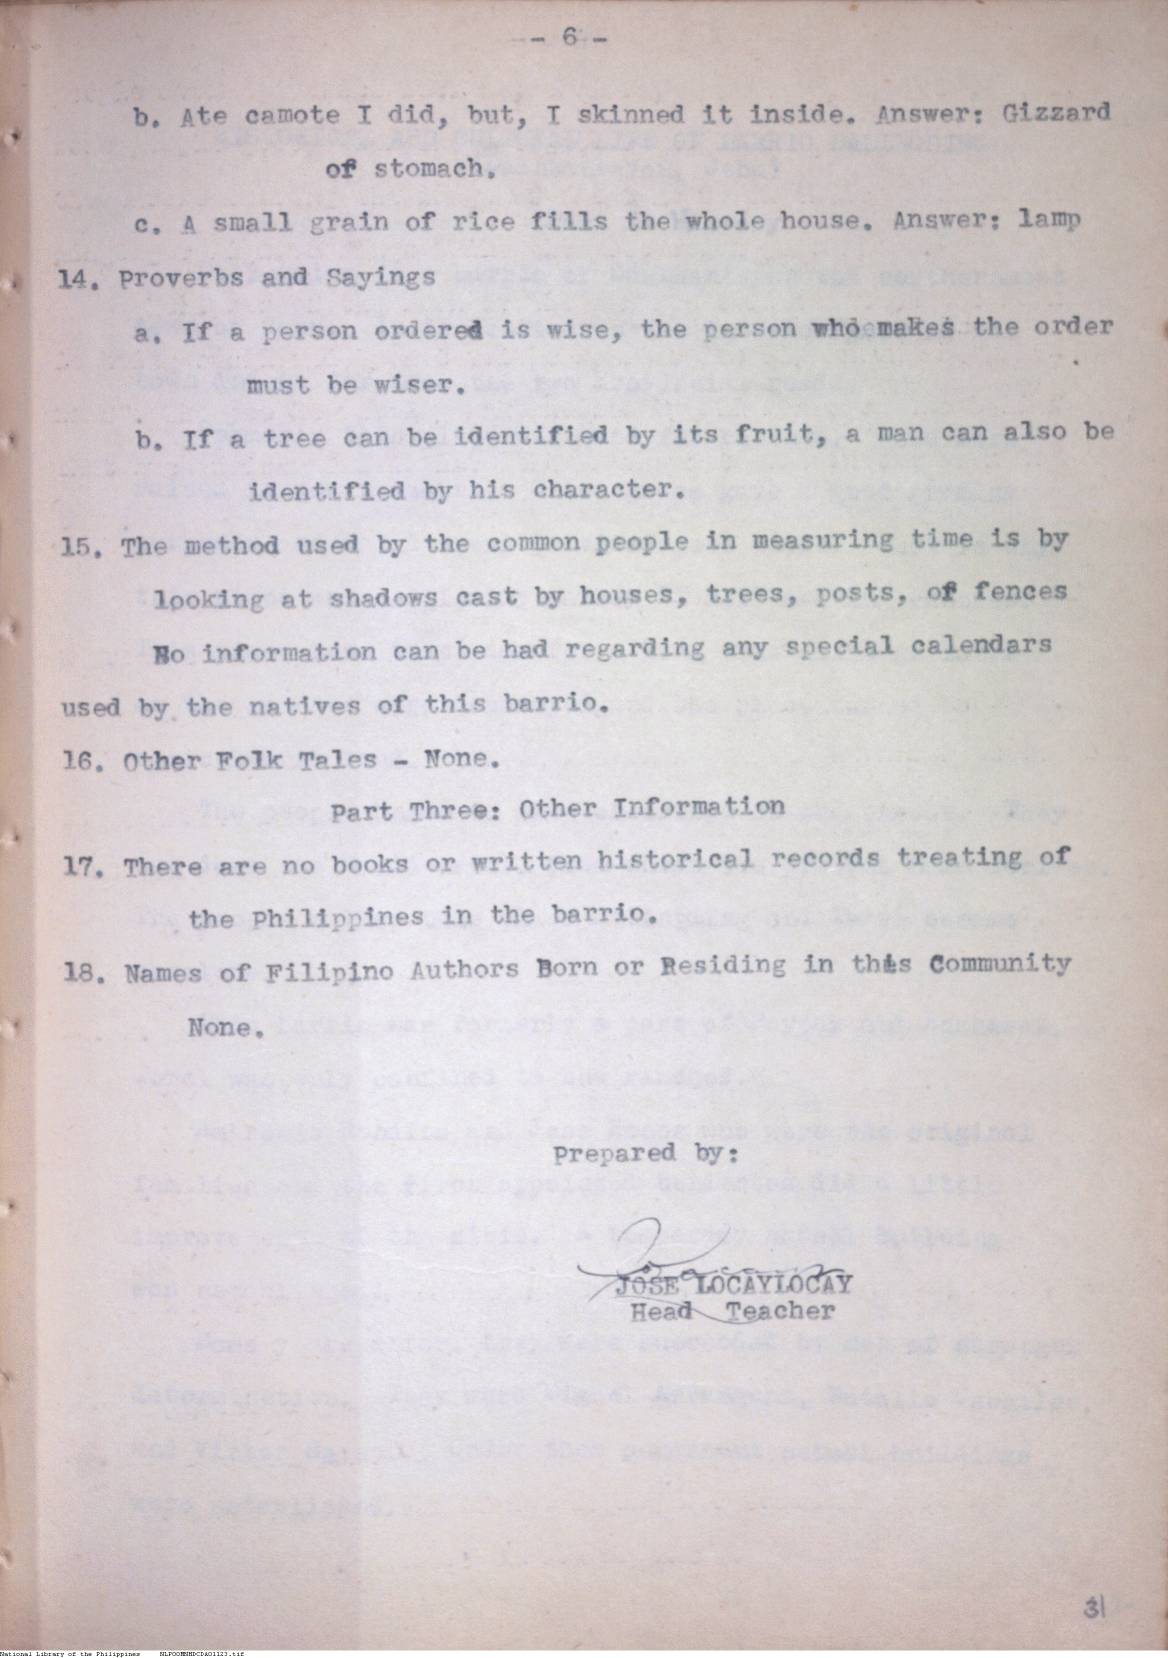 - 6 -
b. Ate camote I did, but, I skinned it inside. Answer: Gizzard
of stomach.
c. A small grain of rice fills the whole house. Answer: lamp
14. Proverbs and Sayings
a. If a person ordered is wise, the person who makes the order
must be wiser.
b. If a tree can be identified by its fruit, a man can also be
identified by his character.
15. The method used by the common people in measuring time is by
looking at shadows cast by houses, trees, posts, of fences
No information can be had regarding any special calendars
used by the natives of this barrio.
16. Other Folk Tales - None.
Part Three: Other Information
17. There are no books or written historical records treating of
the Philippines in the barrio.
18. Names of Filipino Authors Born or Residing in this Community
None.
Prepared by:
JOSE LOCAYLOCAY
Head Teacher
31
National Library of the Philippines NLPOOMNHDCDA01123.tif